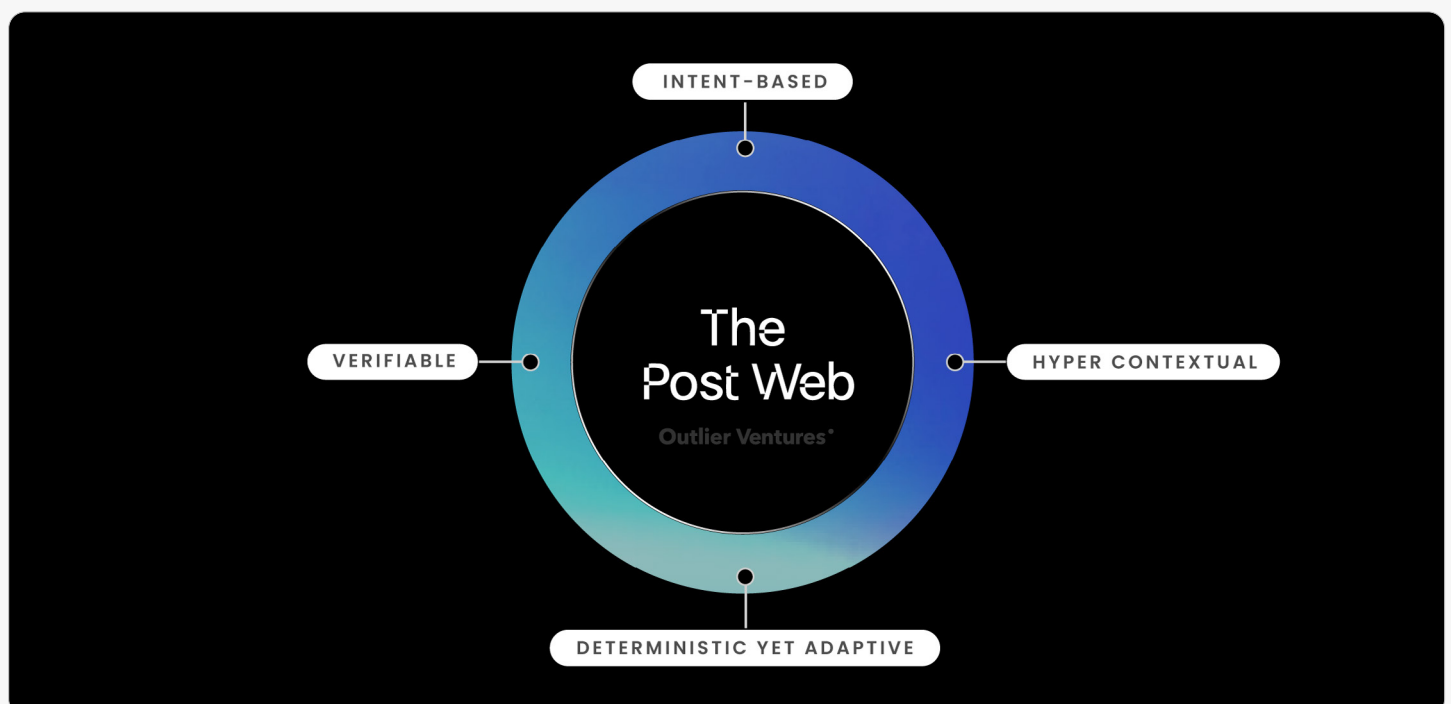 INTENT-BASED
VERIFIABLE
The
Post Web
Outlier Ventures
HYPER CONTEXTUAL
DETERMINISTIC YET ADAPTIVE